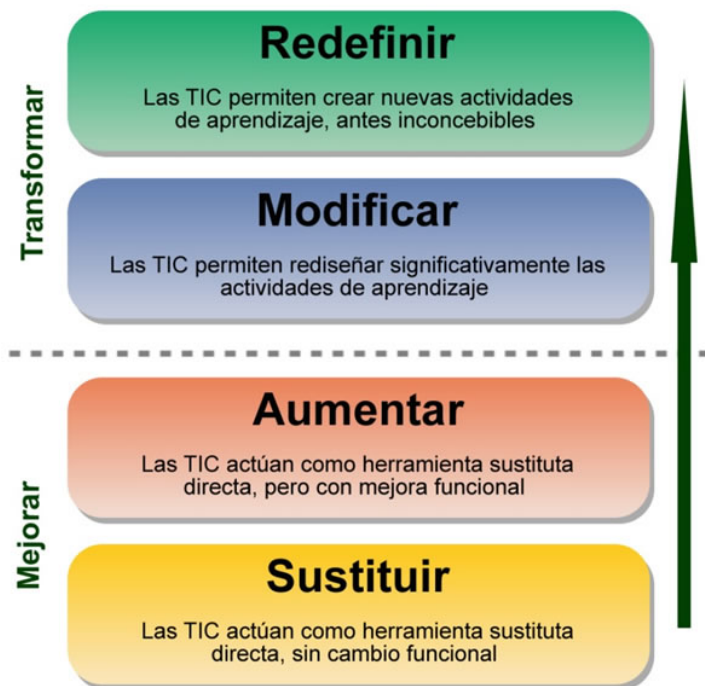 Transformar
Redefinir
Las TIC permiten crear nuevas actividades
de aprendizaje, antes inconcebibles
Modificar
Las TIC permiten rediseñar significativamente las
actividades de aprendizaje
Mejorar
Aumentar
Las TIC actúan como herramienta sustituta
directa, pero con mejora funcional
Sustituir
Las TIC actúan como herramienta sustituta
directa, sin cambio funcional